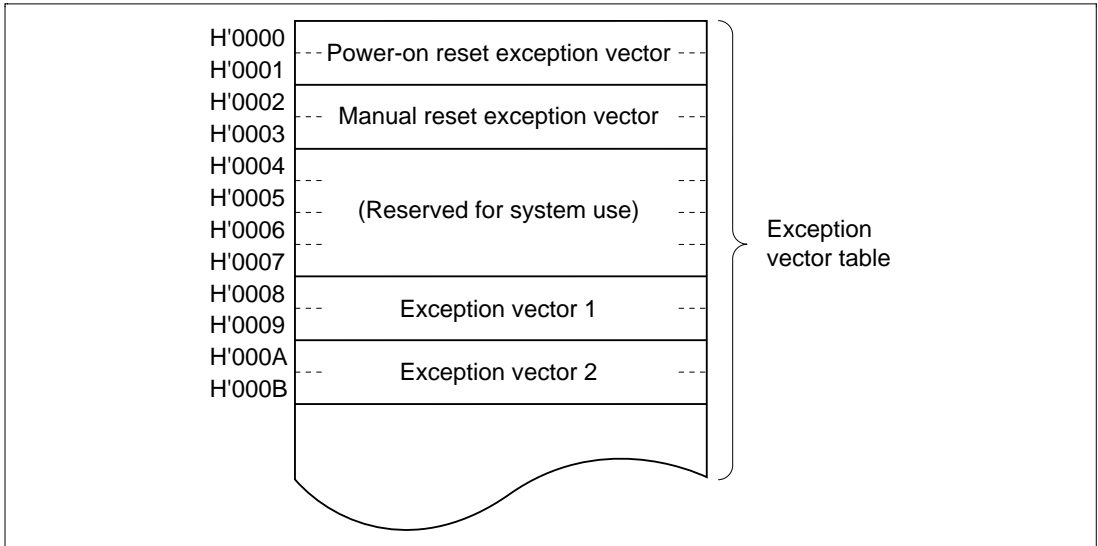 H'0000
Power-on reset exception vector
H'0001
H'0002
Manual reset exception vector
H'0003
H'0004
H'0005
(Reserved for system use)
H'0006
H'0007
Exception
vector table
H'0008
Exception vector 1
H'0009
H'000A
Exception vector 2
H'000B